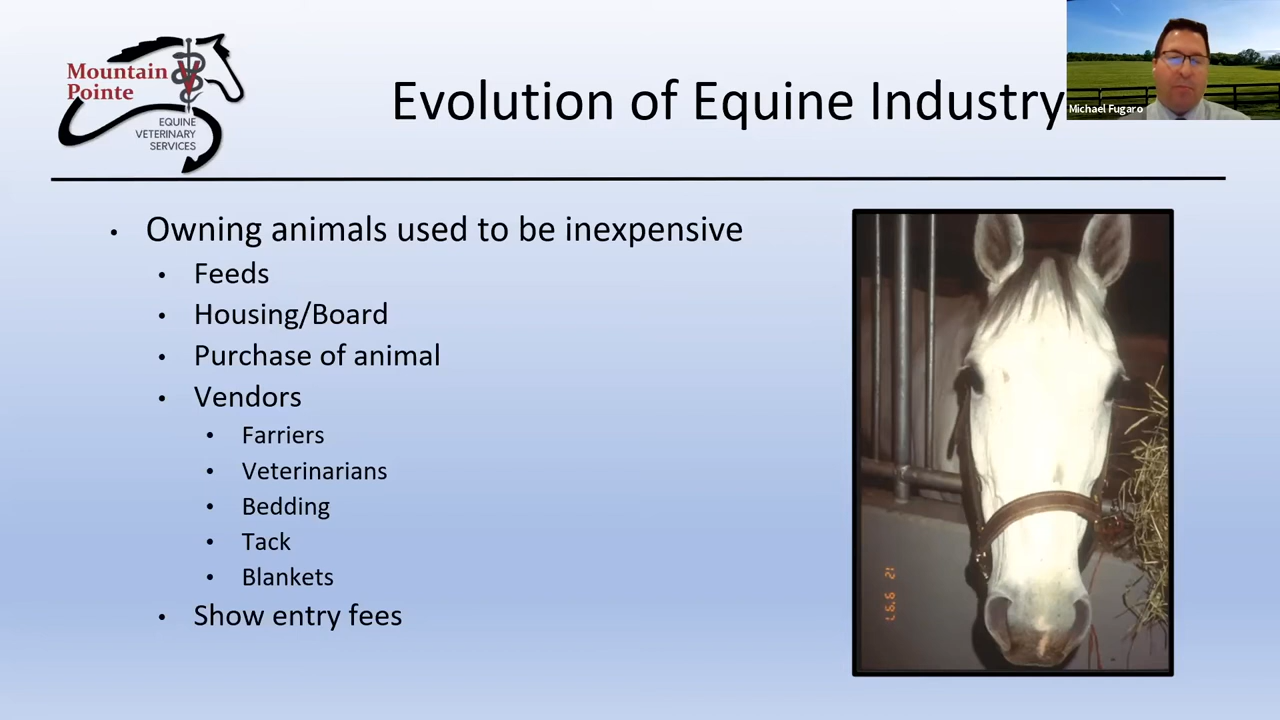 Mountain
Pointe
EQUINE
VETERINARY
SERVICES
Evolution of Equine Industry
Michael Fugaro
• Owning animals used to be inexpensive
• Feeds
• Housing/Board
• Purchase of animal
• Vendors
• Farriers
• Veterinarians
• Bedding
• Tack
• Blankets
• Show entry fees